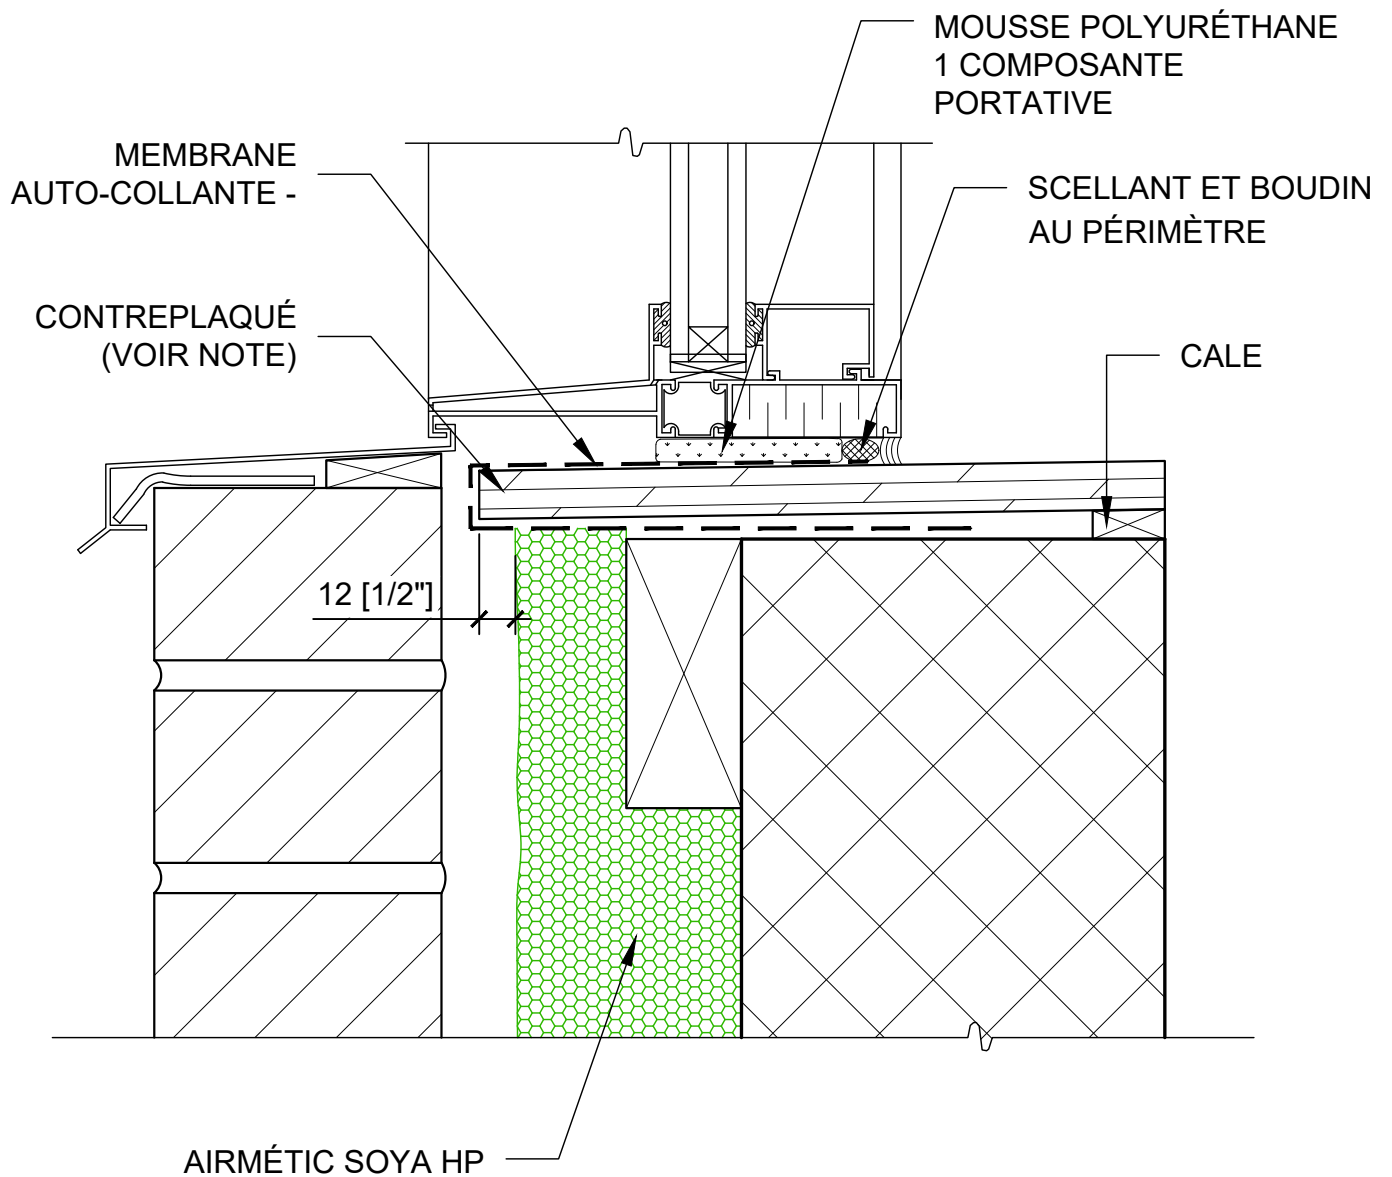 MOUSSE POLYURÉTHANE
1 COMPOSANTE
PORTATIVE
MEMBRANE
AUTO-COLLANTE -
SCELLANT ET BOUDIN
AU PÉRIMÈTRE
CONTREPLAQUÉ
(VOIR NOTE)
CALE
12 [1/2"]
AIRMÉTIC SOYA HP